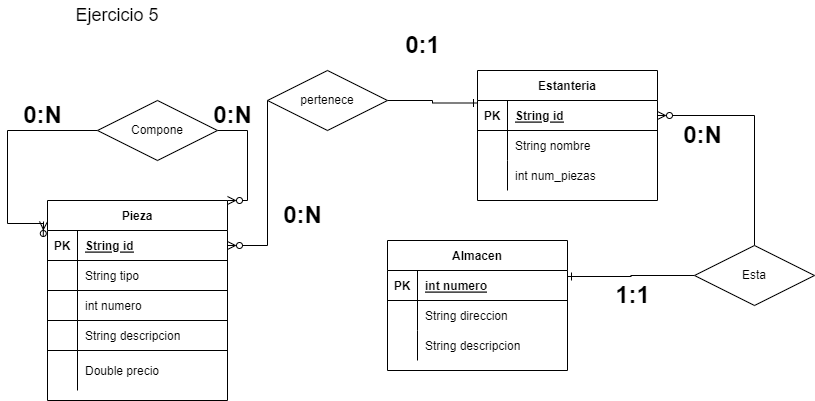 Ejercicio 5
0:1
Estanteria
PK String id
String nombre
int num_piezas
pertenece
0:N
0:N
Compone
0:N
0:N
Pieza
PK String id
String tipo
int numero
String descripcion
Double precio
Almacen
PK int numero
String direccion
String descripcion
1:1
Esta